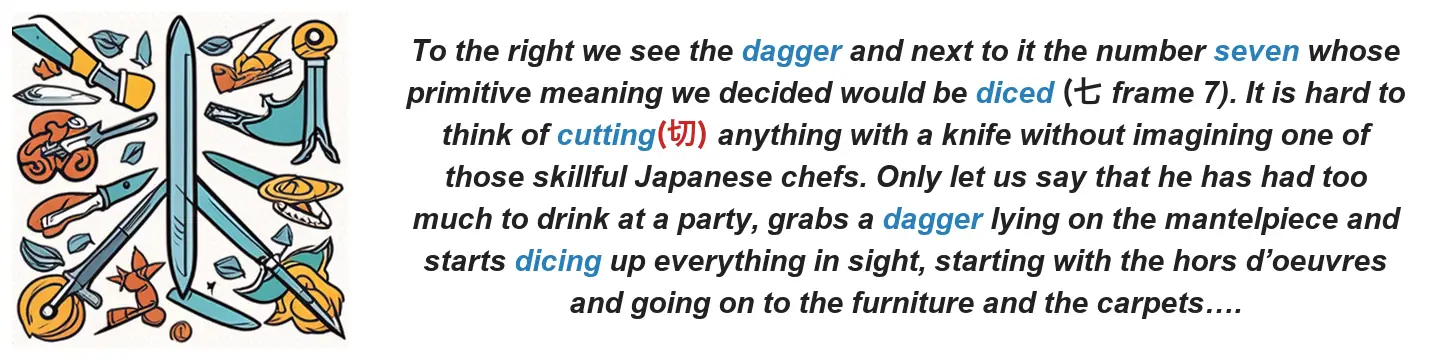 To the right we see the dagger and next to it the number seven whose
primitive meaning we decided would be diced (七 frame 7). It is hard to
think of cutting(切) anything with a knife without imagining one of
those skillful Japanese chefs. Only let us say that he has had too
much to drink at a party, grabs a dagger lying on the mantelpiece and
starts dicing up everything in sight, starting with the hors d’oeuvres
and going on to the furniture and the carpets….